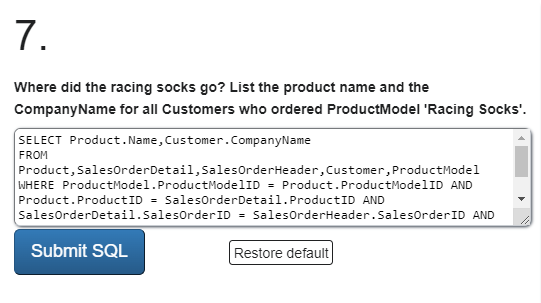 7.
Where did the racing socks go? List the product name and the
CompanyName for all Customers who ordered ProductModel 'Racing Socks'.
SELECT Product.Name,Customer.CompanyName
FROM
Product,SalesOrderDetail,SalesOrderHeader,Customer,ProductModel
WHERE ProductModel.ProductModelID = Product.ProductModelID AND
Product.ProductID = SalesOrderDetail.ProductID AND
SalesOrderDetail.SalesOrderID = SalesOrderHeader.SalesOrderID AND
Submit SQL
Restore default